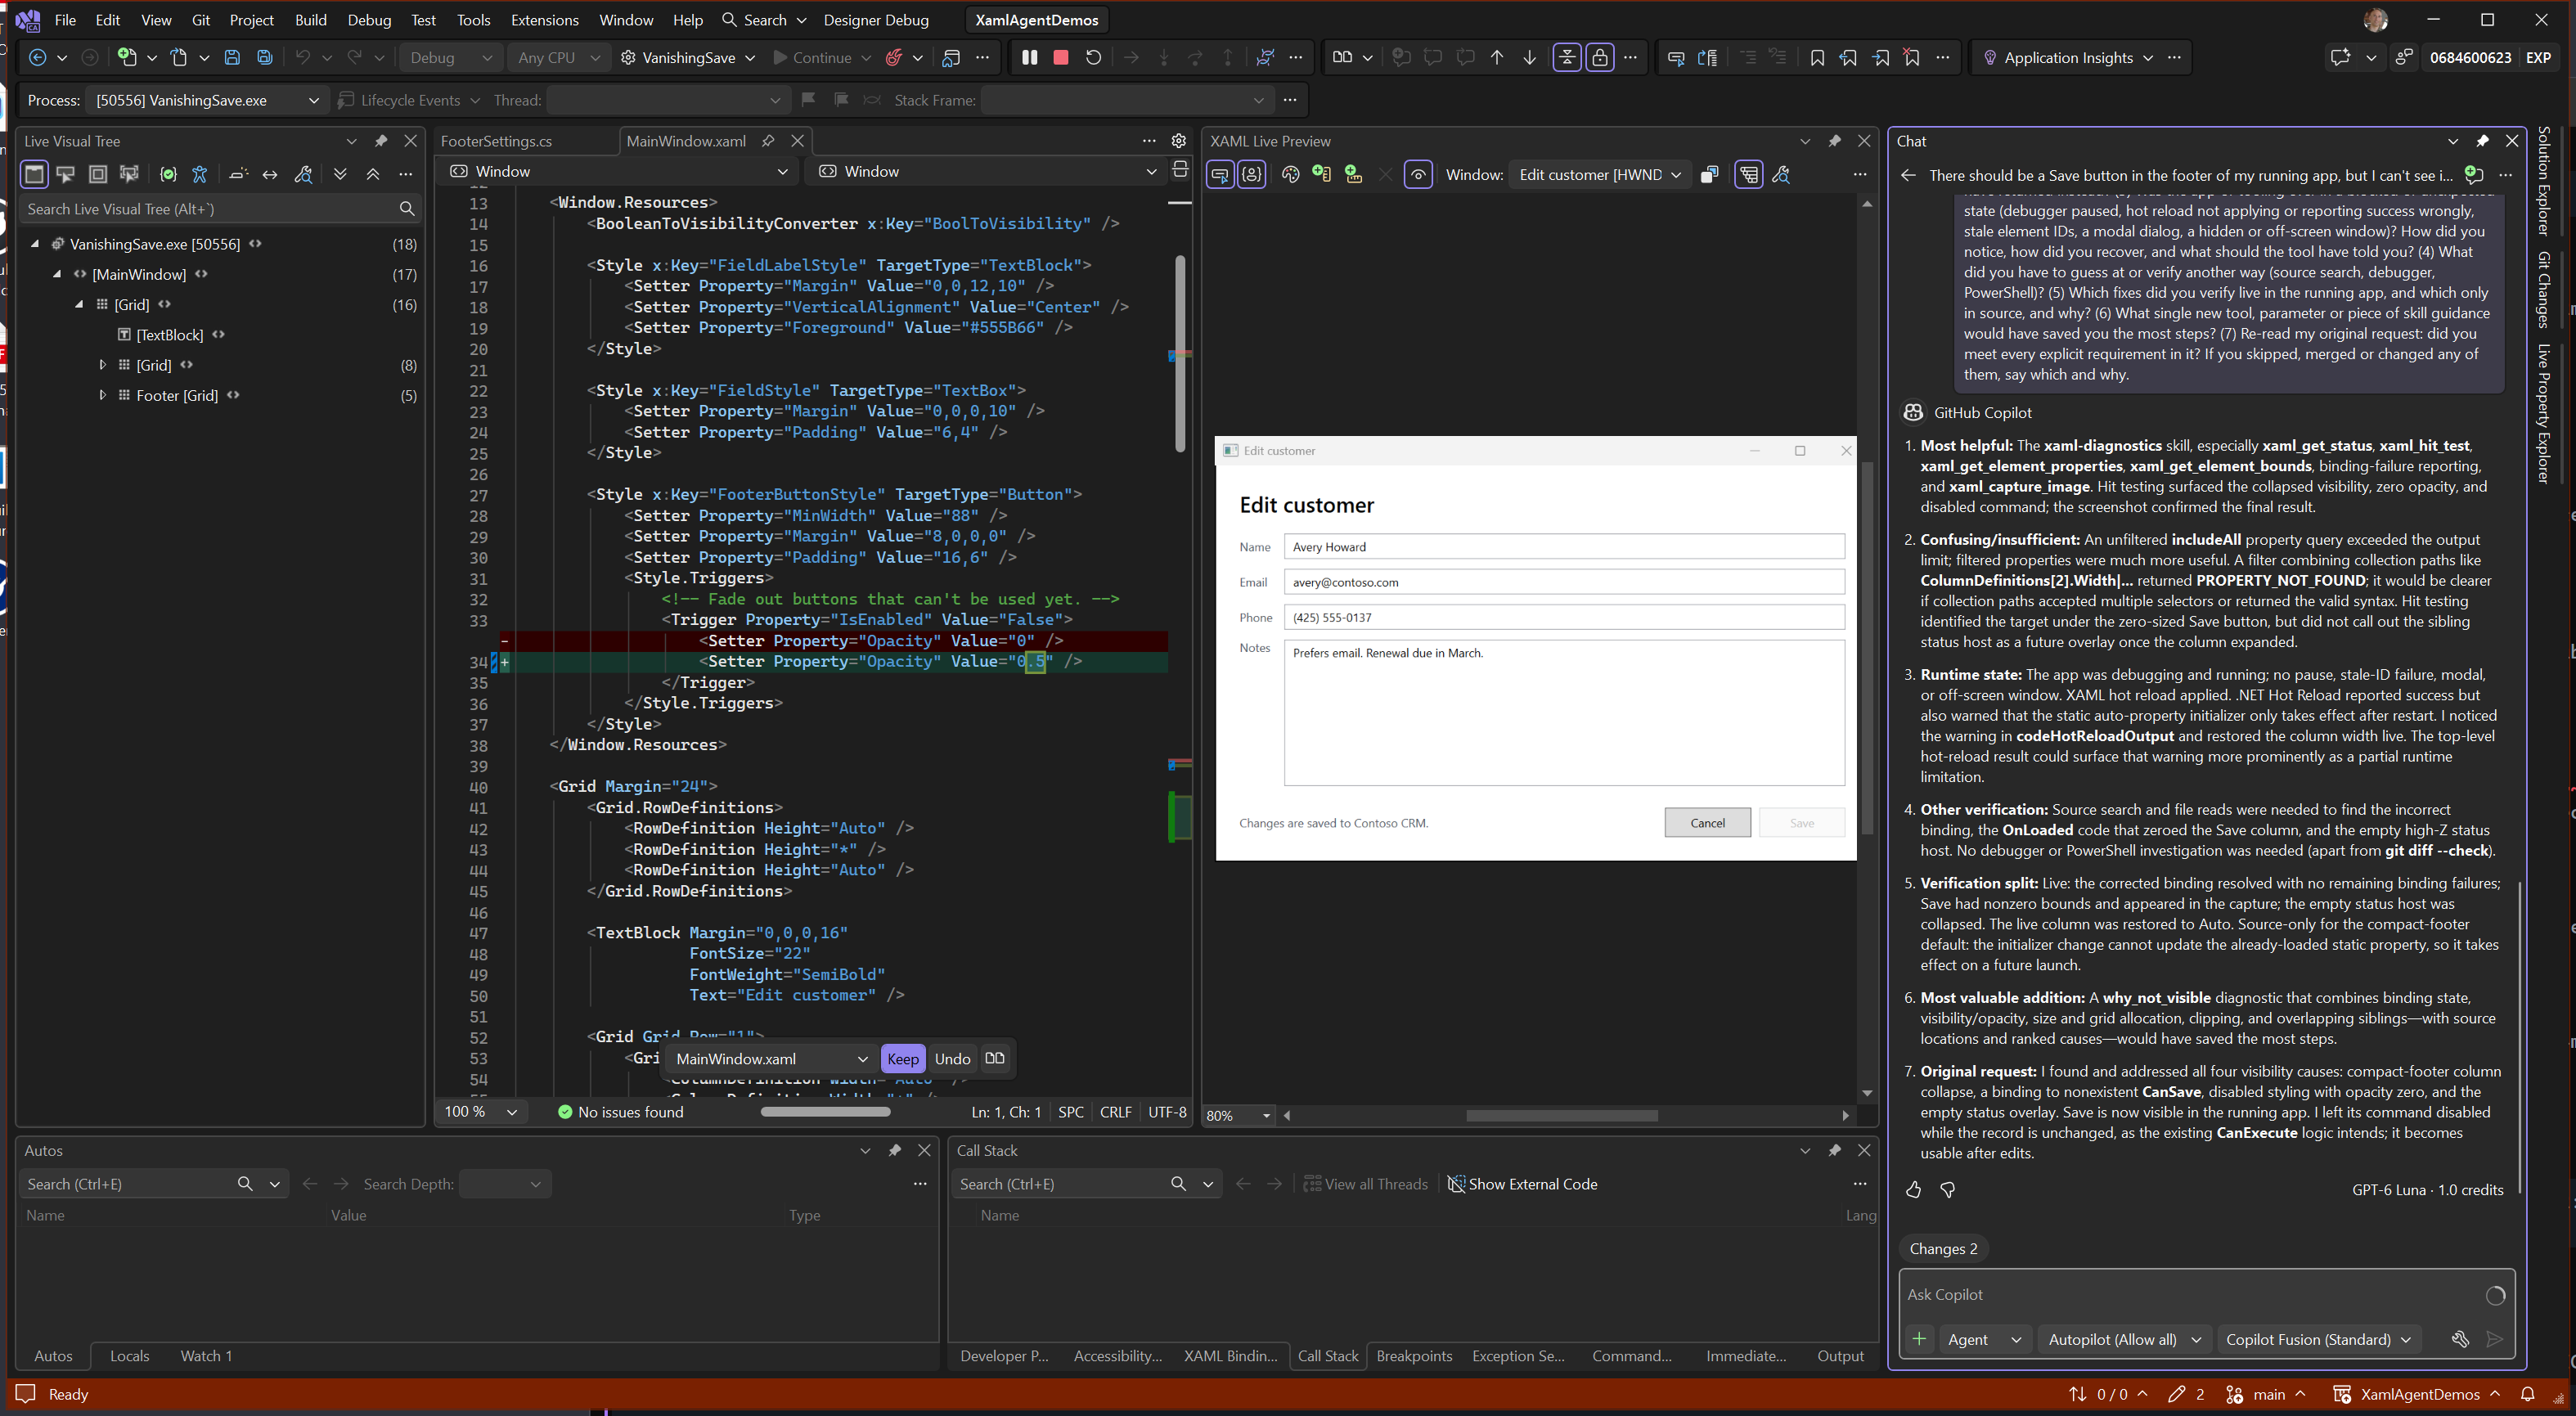 File Edit View Git Project Build Debug Test Tools Extensions Window Help Search Designer Debug XamlAgentDemos
Debug Any CPU VanishingSave Continue Application Insights 0684600623 EXP
Process: [50556] VanishingSave.exe Lifecycle Events Thread: Stack Frame:
Live Visual Tree
Search Live Visual Tree (Alt+`)
VanishingSave.exe [50556] (18)
[MainWindow] (17)
[Grid] (16)
[TextBlock]
[Grid] (8)
Footer [Grid] (5)
FooterSettings.cs MainWindow.xaml
Window Window
13 <Window.Resources>
14 <BooleanToVisibilityConverter x:Key="BoolToVisibility" />
15
16 <Style x:Key="FieldLabelStyle" TargetType="TextBlock">
17 <Setter Property="Margin" Value="0,0,12,10" />
18 <Setter Property="VerticalAlignment" Value="Center" />
19 <Setter Property="Foreground" Value="#555B66" />
20 </Style>
21
22 <Style x:Key="FieldStyle" TargetType="TextBox">
23 <Setter Property="Margin" Value="0,0,0,10" />
24 <Setter Property="Padding" Value="6,4" />
25 </Style>
26
27 <Style x:Key="FooterButtonStyle" TargetType="Button">
28 <Setter Property="MinWidth" Value="88" />
29 <Setter Property="Margin" Value="8,0,0,0" />
30 <Setter Property="Padding" Value="16,6" />
31 <Style.Triggers>
32 <!-- Fade out buttons that can't be used yet. -->
33 <Trigger Property="IsEnabled" Value="False">
- <Setter Property="Opacity" Value="0" />
34 + <Setter Property="Opacity" Value="0.5" />
35 </Trigger>
36 </Style.Triggers>
37 </Style>
38 </Window.Resources>
39
40 <Grid Margin="24">
41 <Grid.RowDefinitions>
42 <RowDefinition Height="Auto" />
43 <RowDefinition Height="*" />
44 <RowDefinition Height="Auto" />
45 </Grid.RowDefinitions>
46
47 <TextBlock Margin="0,0,0,16"
48 FontSize="22"
49 FontWeight="SemiBold"
50 Text="Edit customer" />
51
52 <Grid Grid.Row="1">
53 <Gri
54
MainWindow.xaml Keep Undo
100 % No issues found Ln: 1, Ch: 1 SPC CRLF UTF-8
XAML Live Preview
Window: Edit customer [HWND
Edit customer
Edit customer
Name Avery Howard
Email avery@contoso.com
Phone (425) 555-0137
Notes Prefers email. Renewal due in March.
Changes are saved to Contoso CRM. Cancel Save
80%
Chat
There should be a Save button in the footer of my running app, but I can't see i...
state (debugger paused, hot reload not applying or reporting success wrongly,
stale element IDs, a modal dialog, a hidden or off-screen window)? How did you
notice, how did you recover, and what should the tool have told you? (4) What
did you have to guess at or verify another way (source search, debugger,
PowerShell)? (5) Which fixes did you verify live in the running app, and which only
in source, and why? (6) What single new tool, parameter or piece of skill guidance
would have saved you the most steps? (7) Re-read my original request: did you
meet every explicit requirement in it? If you skipped, merged or changed any of
them, say which and why.
GitHub Copilot
1. Most helpful: The xaml-diagnostics skill, especially xaml_get_status, xaml_hit_test,
xaml_get_element_properties, xaml_get_element_bounds, binding-failure reporting,
and xaml_capture_image. Hit testing surfaced the collapsed visibility, zero opacity, and
disabled command; the screenshot confirmed the final result.
2. Confusing/insufficient: An unfiltered includeAll property query exceeded the output
limit; filtered properties were much more useful. A filter combining collection paths like
ColumnDefinitions[2].Width|... returned PROPERTY_NOT_FOUND; it would be clearer
if collection paths accepted multiple selectors or returned the valid syntax. Hit testing
identified the target under the zero-sized Save button, but did not call out the sibling
status host as a future overlay once the column expanded.
3. Runtime state: The app was debugging and running; no pause, stale-ID failure, modal,
or off-screen window. XAML hot reload applied. .NET Hot Reload reported success but
also warned that the static auto-property initializer only takes effect after restart. I noticed
the warning in codeHotReloadOutput and restored the column width live. The top-level
hot-reload result could surface that warning more prominently as a partial runtime
limitation.
4. Other verification: Source search and file reads were needed to find the incorrect
binding, the OnLoaded code that zeroed the Save column, and the empty high-Z status
host. No debugger or PowerShell investigation was needed (apart from git diff --check).
5. Verification split: Live: the corrected binding resolved with no remaining binding failures;
Save had nonzero bounds and appeared in the capture; the empty status host was
collapsed. The live column was restored to Auto. Source-only for the compact-footer
default: the initializer change cannot update the already-loaded static property, so it takes
effect on a future launch.
6. Most valuable addition: A why_not_visible diagnostic that combines binding state,
visibility/opacity, size and grid allocation, clipping, and overlapping siblings—with source
locations and ranked causes—would have saved the most steps.
7. Original request: I found and addressed all four visibility causes: compact-footer column
collapse, a binding to nonexistent CanSave, disabled styling with opacity zero, and the
empty status overlay. Save is now visible in the running app. I left its command disabled
while the record is unchanged, as the existing CanExecute logic intends; it becomes
usable after edits.
GPT-6 Luna · 1.0 credits
Changes 2
Ask Copilot
Agent Autopilot (Allow all) Copilot Fusion (Standard)
Solution Explorer
Git Changes
Live Property Explorer
Autos
Search (Ctrl+E) Search Depth:
Name Value Type
Autos Locals Watch 1
Call Stack
Search (Ctrl+E) View all Threads Show External Code
Name Lang
Developer P... Accessibility... XAML Bindin... Call Stack Breakpoints Exception Se... Command... Immediate... Output
Ready 0 / 0 2 main XamlAgentDemos